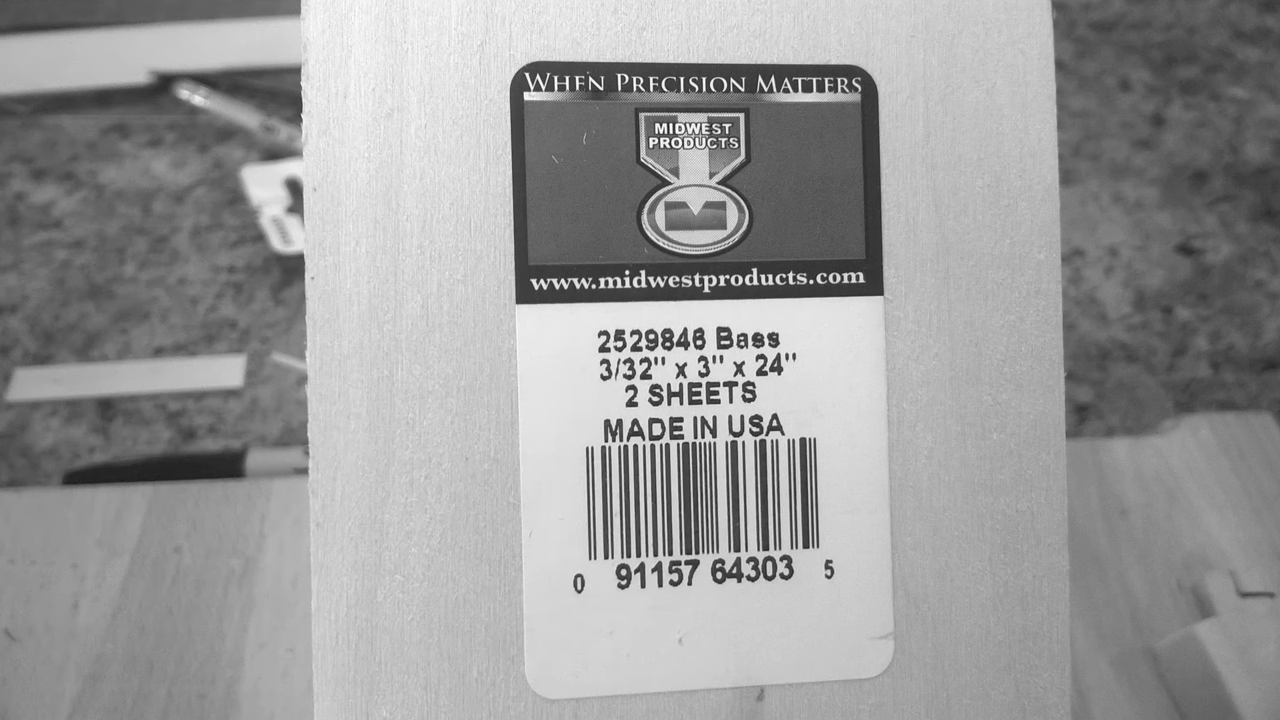 WHEN PRECISION MATTERS
MIDWEST
PRODUCTS
www.midwestproducts.com
2529846 Bass
3/32" x 3" x 24"
2 SHEETS
MADE IN USA
0 91157 64303 5